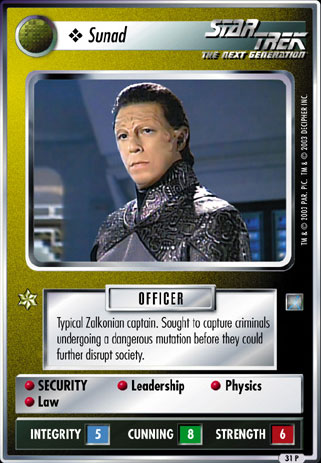 ❖ Sunad
STAR TREK
THE NEXT GENERATION
TM & © 2003 PAR. PIC. TM & © 2003 DECIPHER INC.
OFFICER
Typical Zalkonian captain. Sought to capture criminals
undergoing a dangerous mutation before they could
further disrupt society.
SECURITY Leadership Physics
Law
INTEGRITY 5 CUNNING 8 STRENGTH 6
31 P